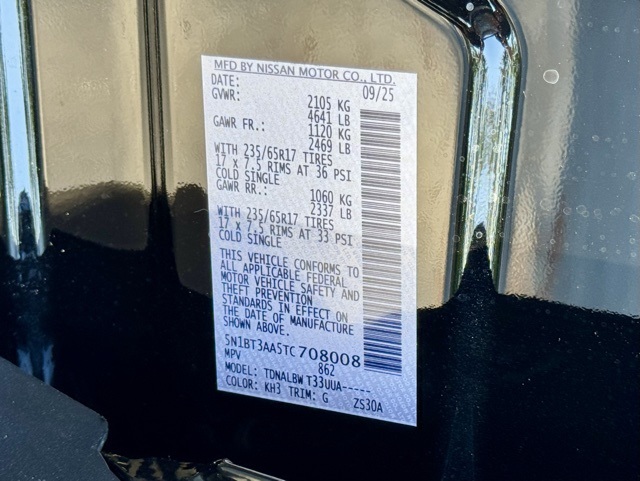 MFD BY NISSAN MOTOR CO., LTD.
DATE: 09/25
GVWR: 2105 KG
4641 LB
GAWR FR.: 1120 KG
2469 LB
WITH 235/65R17 TIRES
17 x 7.5 RIMS AT 36 PSI
COLD SINGLE
GAWR RR.: 1060 KG
2337 LB
WITH 235/65R17 TIRES
17 x 7.5 RIMS AT 33 PSI
COLD SINGLE
THIS VEHICLE CONFORMS TO
ALL APPLICABLE FEDERAL
MOTOR VEHICLE SAFETY AND
THEFT PREVENTION
STANDARDS IN EFFECT ON
THE DATE OF MANUFACTURE
SHOWN ABOVE.
5N1BT3AA5TC708008
MPV 862
MODEL: TDNALBW T33UUA-----
COLOR: KH3 TRIM: G ZS30A